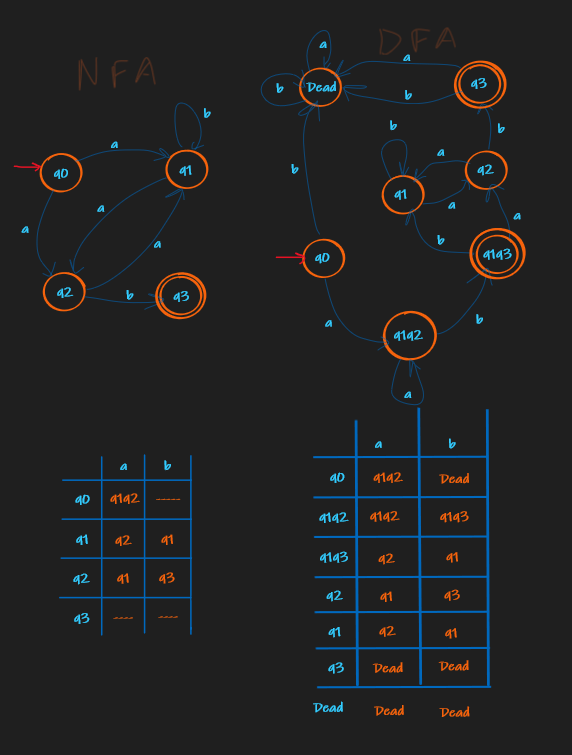 NFA
a
b
q0
q1
a
a
a
q2
b
q3
DFA
a
a
q3
b
Dead
b
b
b
b
a
q2
q1
a
a
b
q1q3
q0
a
q1q2
b
a
a b
q0 q1q2 -----
q1 q2 q1
q2 q1 q3
q3 ---- ----
a b
q0 q1q2 Dead
q1q2 q1q2 q1q3
q1q3 q2 q1
q2 q1 q3
q1 q2 q1
q3 Dead Dead
Dead Dead Dead